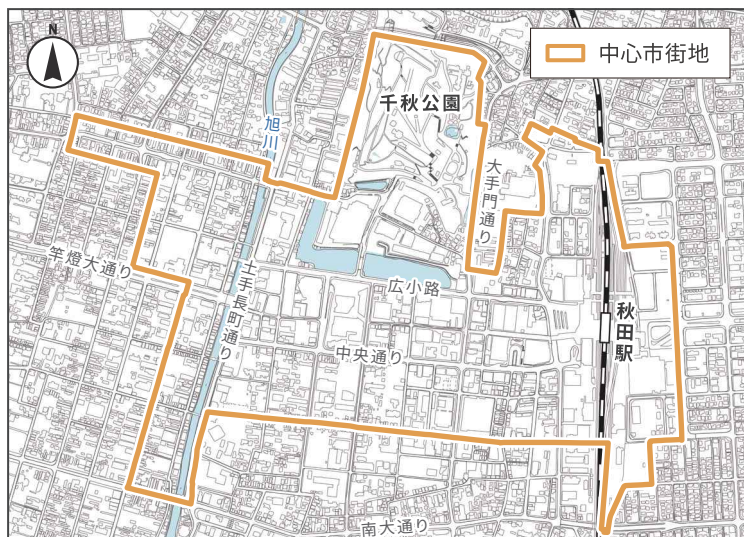 N
中心市街地
千秋公園
旭川
大手門通り
竿燈大通り
土手長町通り
広小路
秋田駅
中央通り
南大通り